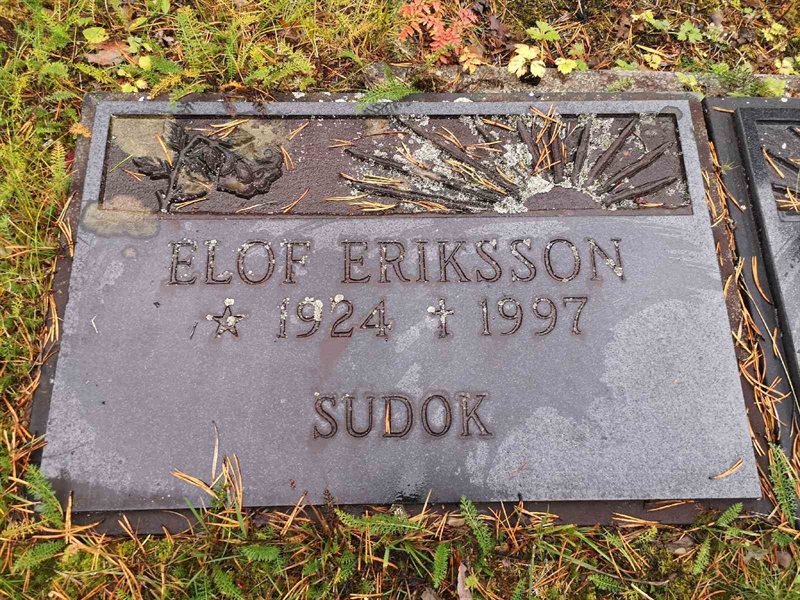 ELOF ERIKSSON
☆ 1924 ✝ 1997
SUDOK